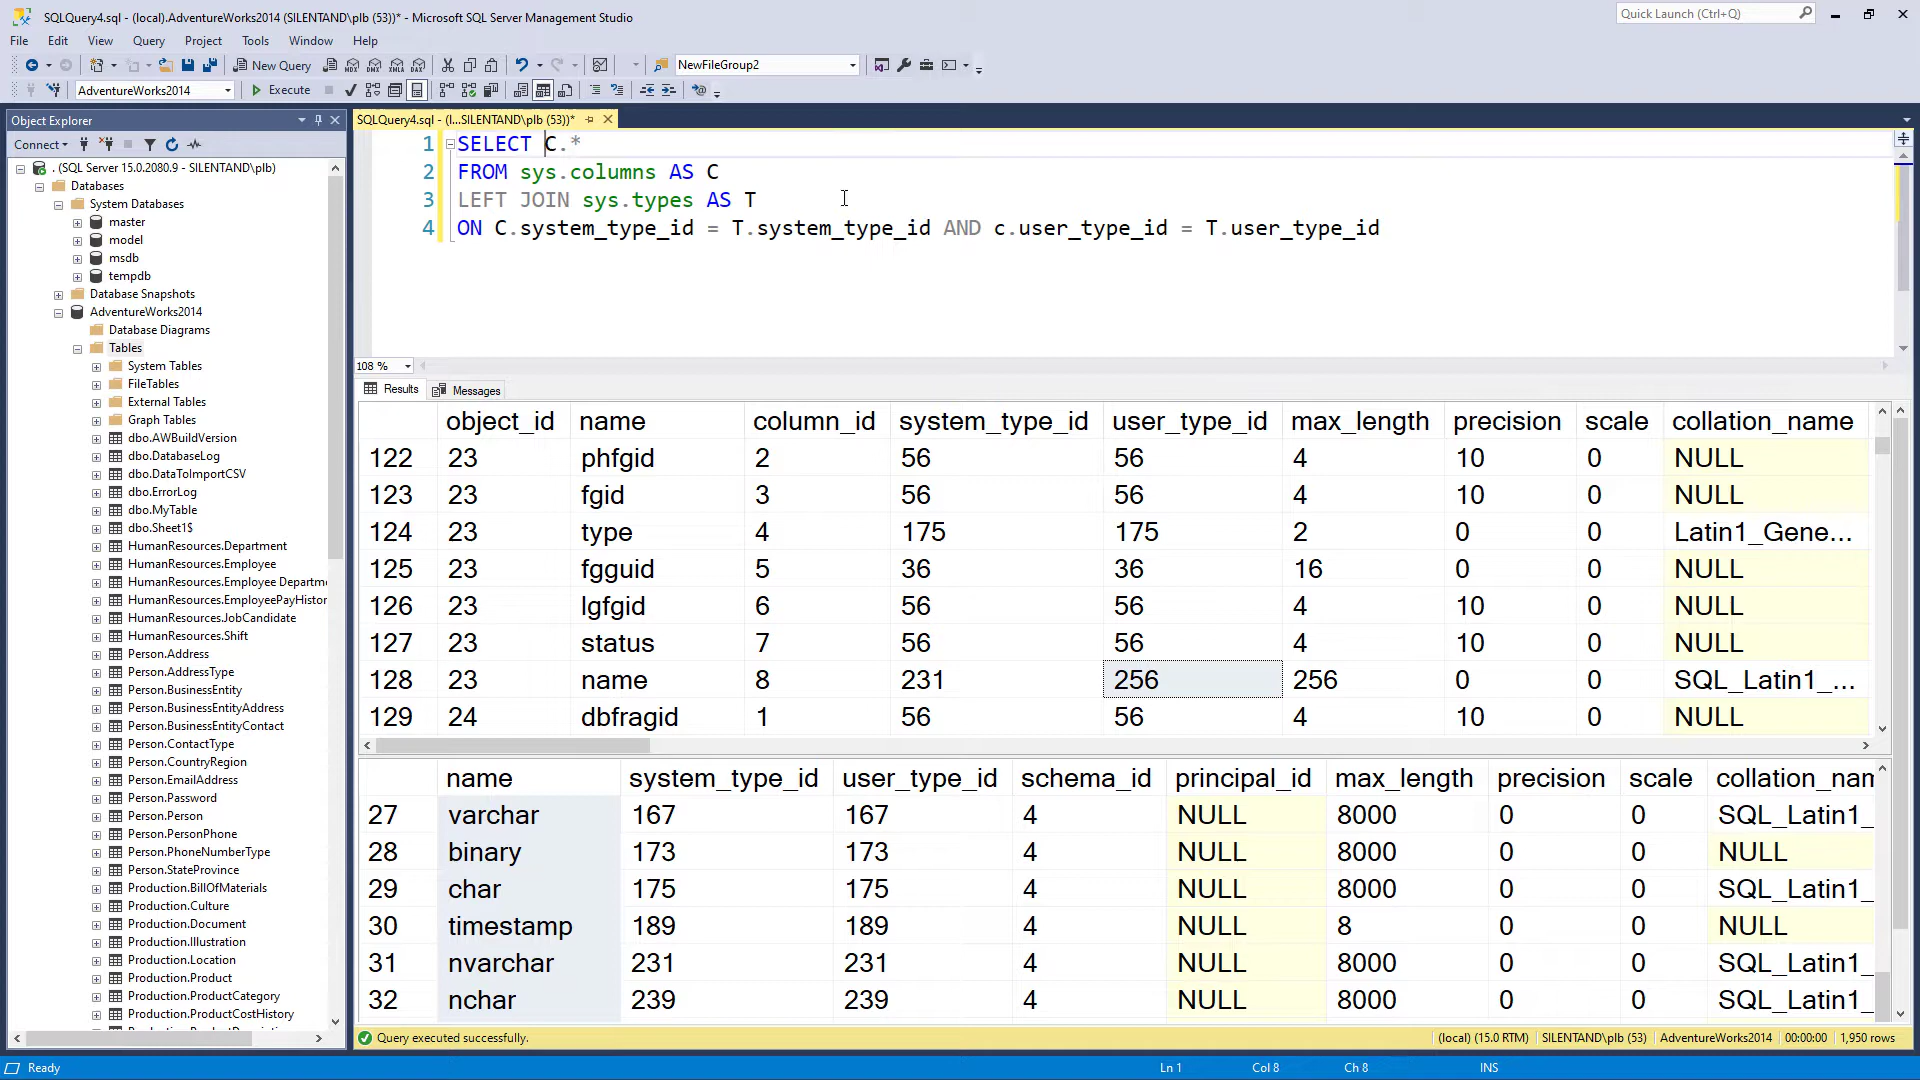 SQLQuery4.sql - (local).AdventureWorks2014 (SILENTAND\plb (53))* - Microsoft SQL Server Management Studio
Quick Launch (Ctrl+Q)
File Edit View Query Project Tools Window Help
New Query NewFileGroup2
AdventureWorks2014 Execute
Object Explorer
Connect
. (SQL Server 15.0.2080.9 - SILENTAND\plb)
Databases
System Databases
master
model
msdb
tempdb
Database Snapshots
AdventureWorks2014
Database Diagrams
Tables
System Tables
FileTables
External Tables
Graph Tables
dbo.AWBuildVersion
dbo.DatabaseLog
dbo.DataToImportCSV
dbo.ErrorLog
dbo.MyTable
dbo.Sheet1$
HumanResources.Department
HumanResources.Employee
HumanResources.Employee Departm
HumanResources.EmployeePayHistor
HumanResources.JobCandidate
HumanResources.Shift
Person.Address
Person.AddressType
Person.BusinessEntity
Person.BusinessEntityAddress
Person.BusinessEntityContact
Person.ContactType
Person.CountryRegion
Person.EmailAddress
Person.Password
Person.Person
Person.PersonPhone
Person.PhoneNumberType
Person.StateProvince
Production.BillOfMaterials
Production.Culture
Production.Document
Production.Illustration
Production.Location
Production.Product
Production.ProductCategory
Production.ProductCostHistory
SQLQuery4.sql - (l...SILENTAND\plb (53))*
1 SELECT C.*
2 FROM sys.columns AS C
3 LEFT JOIN sys.types AS T
4 ON C.system_type_id = T.system_type_id AND c.user_type_id = T.user_type_id
108 %
Results Messages
object_id name column_id system_type_id user_type_id max_length precision scale collation_name
122 23 phfgid 2 56 56 4 10 0 NULL
123 23 fgid 3 56 56 4 10 0 NULL
124 23 type 4 175 175 2 0 0 Latin1_Gene...
125 23 fgguid 5 36 36 16 0 0 NULL
126 23 lgfgid 6 56 56 4 10 0 NULL
127 23 status 7 56 56 4 10 0 NULL
128 23 name 8 231 256 256 0 0 SQL_Latin1_...
129 24 dbfragid 1 56 56 4 10 0 NULL
name system_type_id user_type_id schema_id principal_id max_length precision scale collation_nam
27 varchar 167 167 4 NULL 8000 0 0 SQL_Latin1_
28 binary 173 173 4 NULL 8000 0 0 NULL
29 char 175 175 4 NULL 8000 0 0 SQL_Latin1_
30 timestamp 189 189 4 NULL 8 0 0 NULL
31 nvarchar 231 231 4 NULL 8000 0 0 SQL_Latin1_
32 nchar 239 239 4 NULL 8000 0 0 SQL_Latin1_
Query executed successfully. (local) (15.0 RTM) SILENTAND\plb (53) AdventureWorks2014 00:00:00 1,950 rows
Ready Ln 1 Col 8 Ch 8 INS